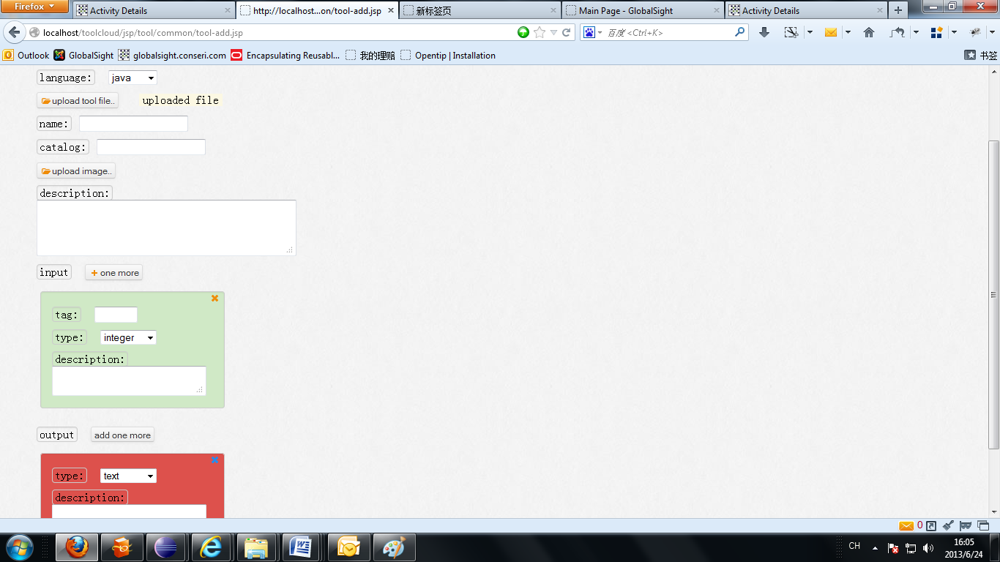 Firefox
Activity Details
http://localhost...on/tool-add.jsp
新标签页
Main Page - GlobalSight
Activity Details
localhost/toolcloud/jsp/tool/common/tool-add.jsp
百度 <Ctrl+K>
Outlook
GlobalSight
globalsight.conseri.com
Encapsulating Reusabl...
我的理赔
Opentip | Installation
书签
language:
java
upload tool file..
uploaded file
name:
catalog:
upload image..
description:
input
one more
tag:
type:
integer
description:
output
add one more
type:
text
description:
0
CH
16:05
2013/6/24